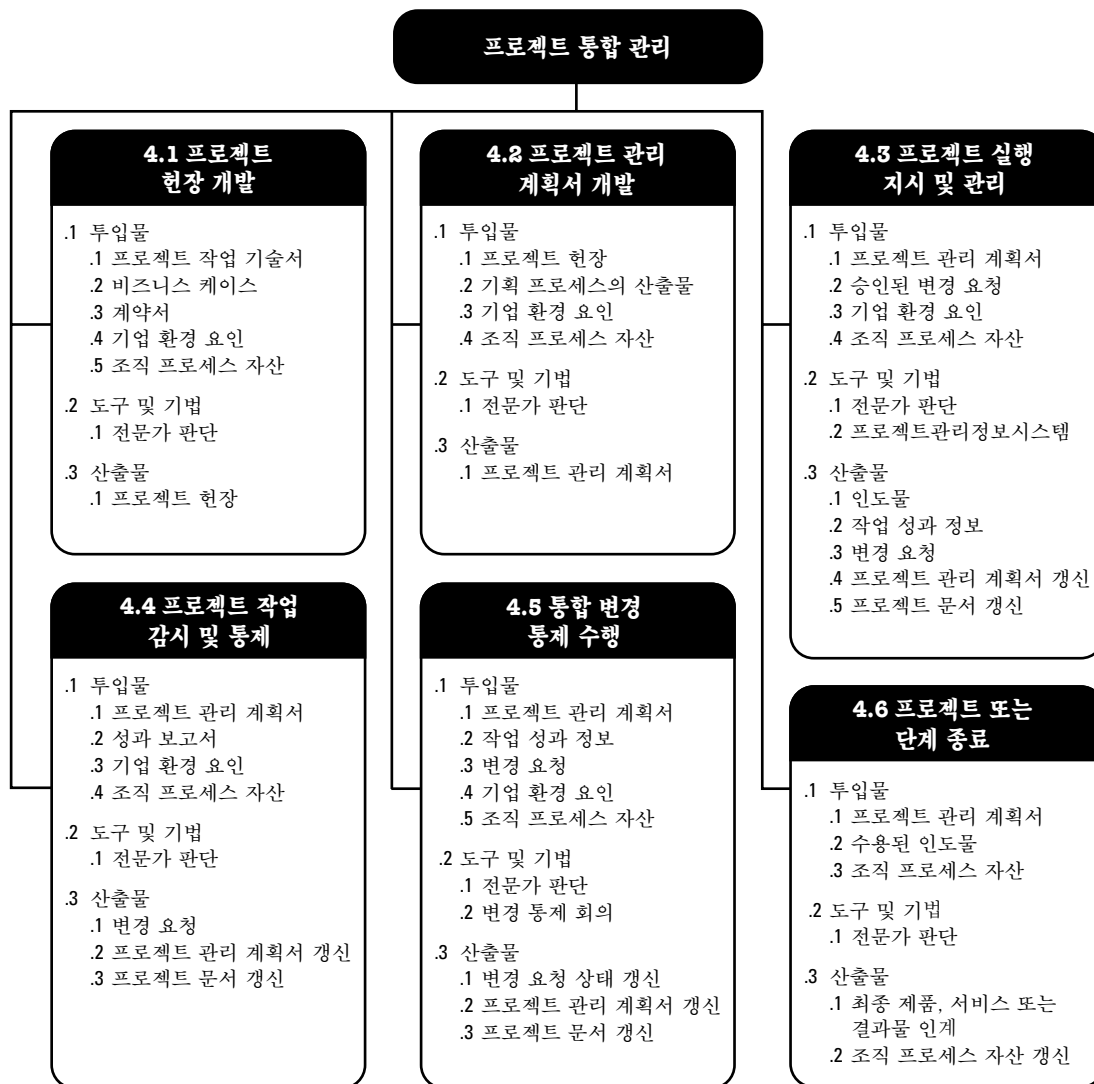 프로젝트 통합 관리
4.1 프로젝트
헌장 개발
.1 투입물
.1 프로젝트 작업 기술서
.2 비즈니스 케이스
.3 계약서
.4 기업 환경 요인
.5 조직 프로세스 자산
.2 도구 및 기법
.1 전문가 판단
.3 산출물
.1 프로젝트 헌장
4.2 프로젝트 관리
계획서 개발
.1 투입물
.1 프로젝트 헌장
.2 기획 프로세스의 산출물
.3 기업 환경 요인
.4 조직 프로세스 자산
.2 도구 및 기법
.1 전문가 판단
.3 산출물
.1 프로젝트 관리 계획서
4.3 프로젝트 실행
지시 및 관리
.1 투입물
.1 프로젝트 관리 계획서
.2 승인된 변경 요청
.3 기업 환경 요인
.4 조직 프로세스 자산
.2 도구 및 기법
.1 전문가 판단
.2 프로젝트관리정보시스템
.3 산출물
.1 인도물
.2 작업 성과 정보
.3 변경 요청
.4 프로젝트 관리 계획서 갱신
.5 프로젝트 문서 갱신
4.4 프로젝트 작업
감시 및 통제
.1 투입물
.1 프로젝트 관리 계획서
.2 성과 보고서
.3 기업 환경 요인
.4 조직 프로세스 자산
.2 도구 및 기법
.1 전문가 판단
.3 산출물
.1 변경 요청
.2 프로젝트 관리 계획서 갱신
.3 프로젝트 문서 갱신
4.5 통합 변경
통제 수행
.1 투입물
.1 프로젝트 관리 계획서
.2 작업 성과 정보
.3 변경 요청
.4 기업 환경 요인
.5 조직 프로세스 자산
.2 도구 및 기법
.1 전문가 판단
.2 변경 통제 회의
.3 산출물
.1 변경 요청 상태 갱신
.2 프로젝트 관리 계획서 갱신
.3 프로젝트 문서 갱신
4.6 프로젝트 또는
단계 종료
.1 투입물
.1 프로젝트 관리 계획서
.2 수용된 인도물
.3 조직 프로세스 자산
.2 도구 및 기법
.1 전문가 판단
.3 산출물
.1 최종 제품, 서비스 또는
결과물 인계
.2 조직 프로세스 자산 갱신